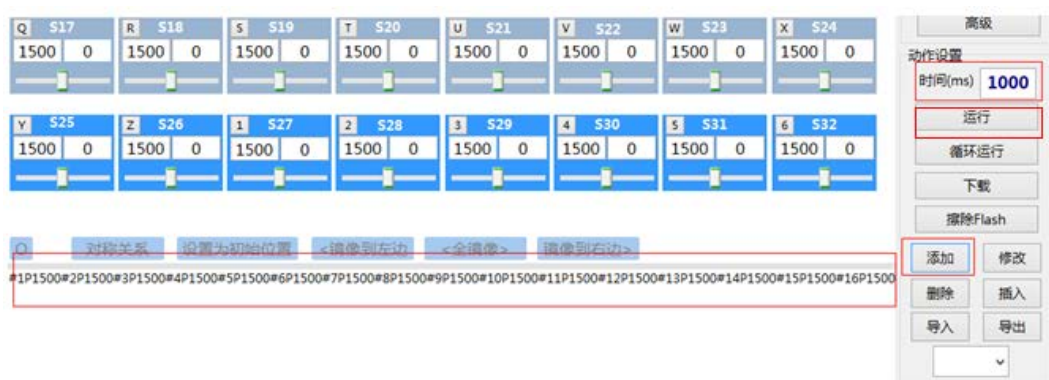 Q S17 R S18 S S19 T S20 U S21 V S22 W S23 X S24
1500 0 1500 0 1500 0 1500 0 1500 0 1500 0 1500 0 1500 0
Y S25 Z S26 1 S27 2 S28 3 S29 4 S30 5 S31 6 S32
1500 0 1500 0 1500 0 1500 0 1500 0 1500 0 1500 0 1500 0
O 对称关系 设置为初始位置 <镜像到左边 <全镜像> 镜像到右边>
#1P1500#2P1500#3P1500#4P1500#5P1500#6P1500#7P1500#8P1500#9P1500#10P1500#11P1500#12P1500#13P1500#14P1500#15P1500#16P1500
高级
动作设置
时间(ms) 1000
运行
循环运行
下载
擦除Flash
添加 修改
删除 插入
导入 导出